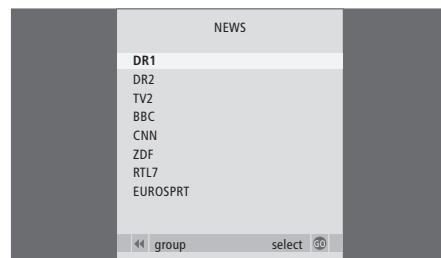 NEWS
DR1
DR2
TV2
BBC
CNN
ZDF
RTL7
EUROSPRT
group select GO